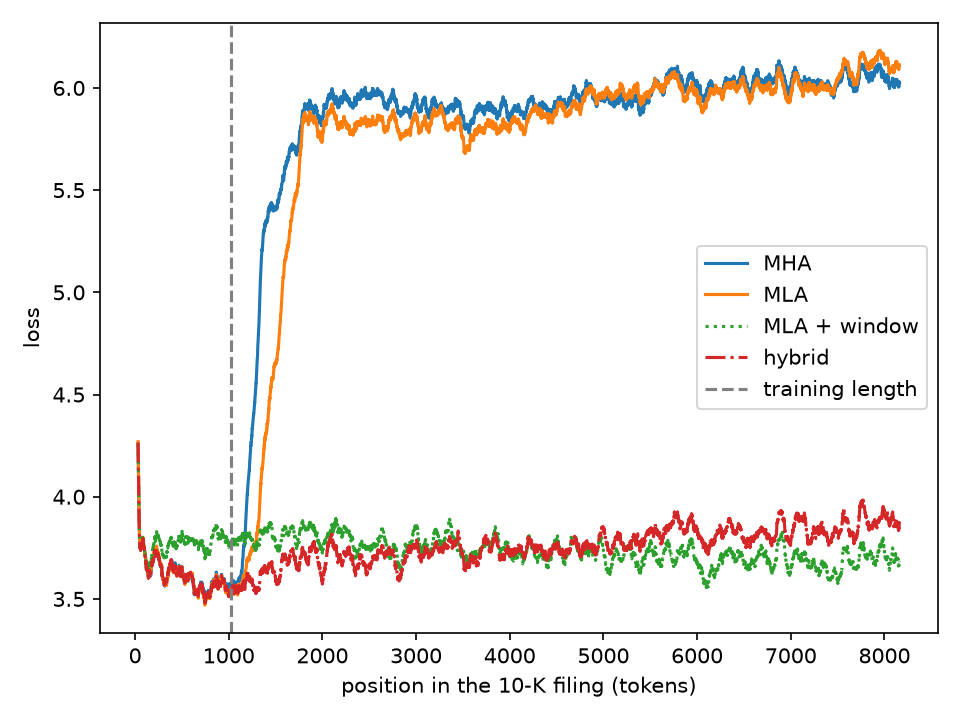 6.0
5.5
5.0
4.5
4.0
3.5
loss
0 1000 2000 3000 4000 5000 6000 7000 8000
position in the 10-K filing (tokens)
MHA
MLA
MLA + window
hybrid
training length